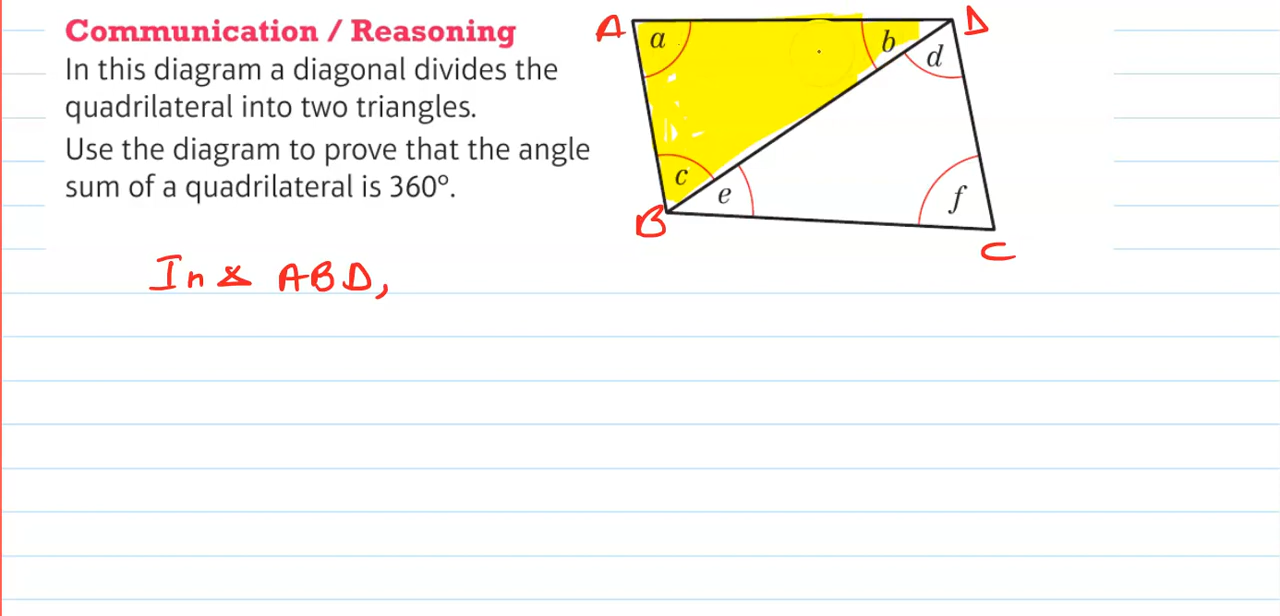 Communication / Reasoning
In this diagram a diagonal divides the
quadrilateral into two triangles.
Use the diagram to prove that the angle
sum of a quadrilateral is 360°.
A
D
a
b
d
c
e
f
B
C
In △ ABD,